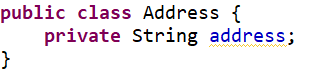 public class Address {
    private String address;
}